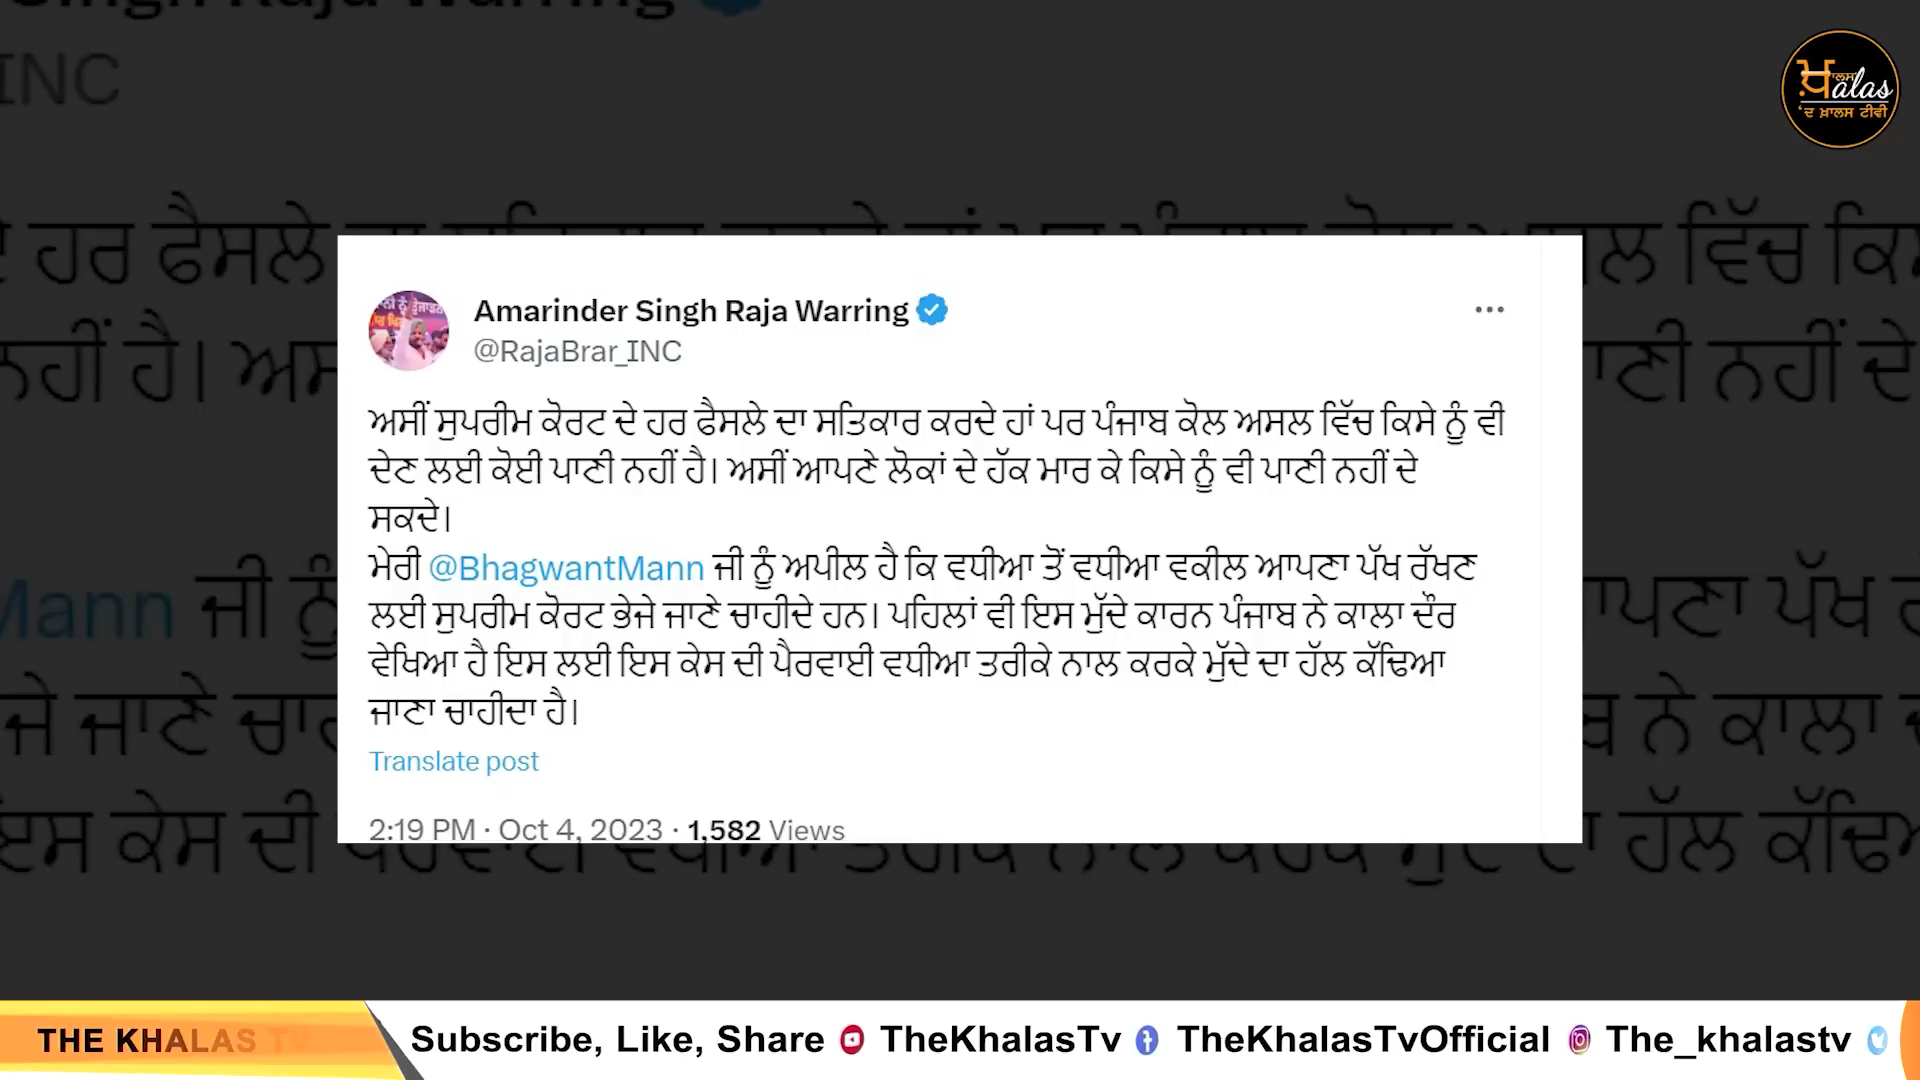 ਖ਼ਾਲਸ
alas
'ਦ ਖ਼ਾਲਸ ਟੀਵੀ
Amarinder Singh Raja Warring
@RajaBrar_INC
ਅਸੀਂ ਸੁਪਰੀਮ ਕੋਰਟ ਦੇ ਹਰ ਫੈਸਲੇ ਦਾ ਸਤਿਕਾਰ ਕਰਦੇ ਹਾਂ ਪਰ ਪੰਜਾਬ ਕੋਲ ਅਸਲ ਵਿੱਚ ਕਿਸੇ ਨੂੰ ਵੀ
ਦੇਣ ਲਈ ਕੋਈ ਪਾਣੀ ਨਹੀਂ ਹੈ। ਅਸੀਂ ਆਪਣੇ ਲੋਕਾਂ ਦੇ ਹੱਕ ਮਾਰ ਕੇ ਕਿਸੇ ਨੂੰ ਵੀ ਪਾਣੀ ਨਹੀਂ ਦੇ
ਸਕਦੇ।
ਮੇਰੀ @BhagwantMann ਜੀ ਨੂੰ ਅਪੀਲ ਹੈ ਕਿ ਵਧੀਆ ਤੋਂ ਵਧੀਆ ਵਕੀਲ ਆਪਣਾ ਪੱਖ ਰੱਖਣ
ਲਈ ਸੁਪਰੀਮ ਕੋਰਟ ਭੇਜੇ ਜਾਣੇ ਚਾਹੀਦੇ ਹਨ। ਪਹਿਲਾਂ ਵੀ ਇਸ ਮੁੱਦੇ ਕਾਰਨ ਪੰਜਾਬ ਨੇ ਕਾਲਾ ਦੌਰ
ਵੇਖਿਆ ਹੈ ਇਸ ਲਈ ਇਸ ਕੇਸ ਦੀ ਪੈਰਵਾਈ ਵਧੀਆ ਤਰੀਕੇ ਨਾਲ ਕਰਕੇ ਮੁੱਦੇ ਦਾ ਹੱਲ ਕੱਢਿਆ
ਜਾਣਾ ਚਾਹੀਦਾ ਹੈ।
Translate post
2:19 PM · Oct 4, 2023 · 1,582 Views
THE KHALAS TV
Subscribe, Like, Share TheKhalasTv TheKhalasTvOfficial The_khalastv